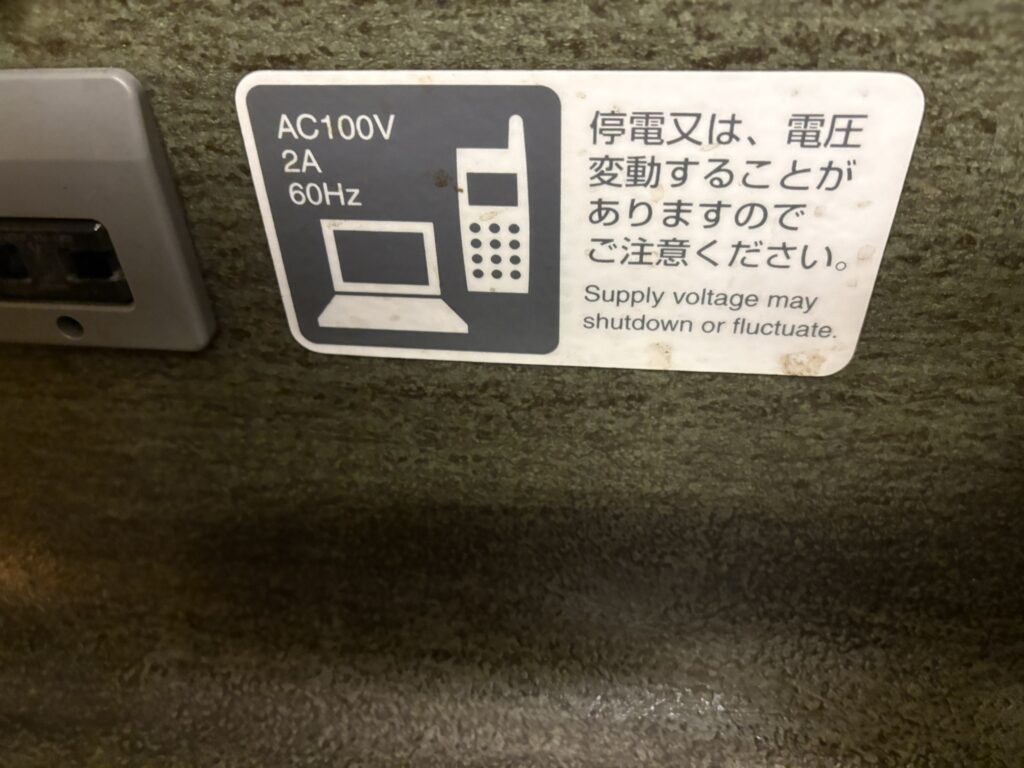 AC100V
2A
60Hz
停電又は、電圧
変動することが
ありますので
ご注意ください。
Supply voltage may
shutdown or fluctuate.